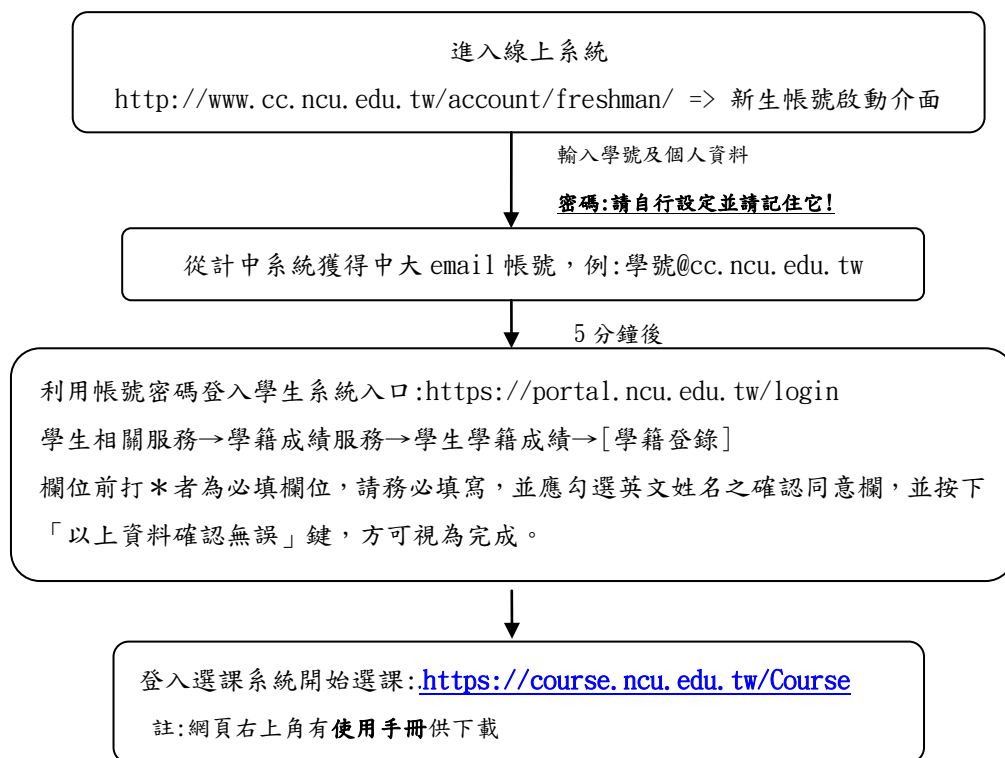 進入線上系統
http://www.cc.ncu.edu.tw/account/freshman/ => 新生帳號啟動介面
輸入學號及個人資料
密碼:請自行設定並請記住它!
從計中系統獲得中大 email 帳號，例:學號@cc.ncu.edu.tw
5 分鐘後
利用帳號密碼登入學生系統入口:https://portal.ncu.edu.tw/login
學生相關服務→學籍成績服務→學生學籍成績→[學籍登錄]
欄位前打＊者為必填欄位，請務必填寫，並應勾選英文姓名之確認同意欄，並按下
「以上資料確認無誤」鍵，方可視為完成。
登入選課系統開始選課:.https://course.ncu.edu.tw/Course
註:網頁右上角有使用手冊供下載